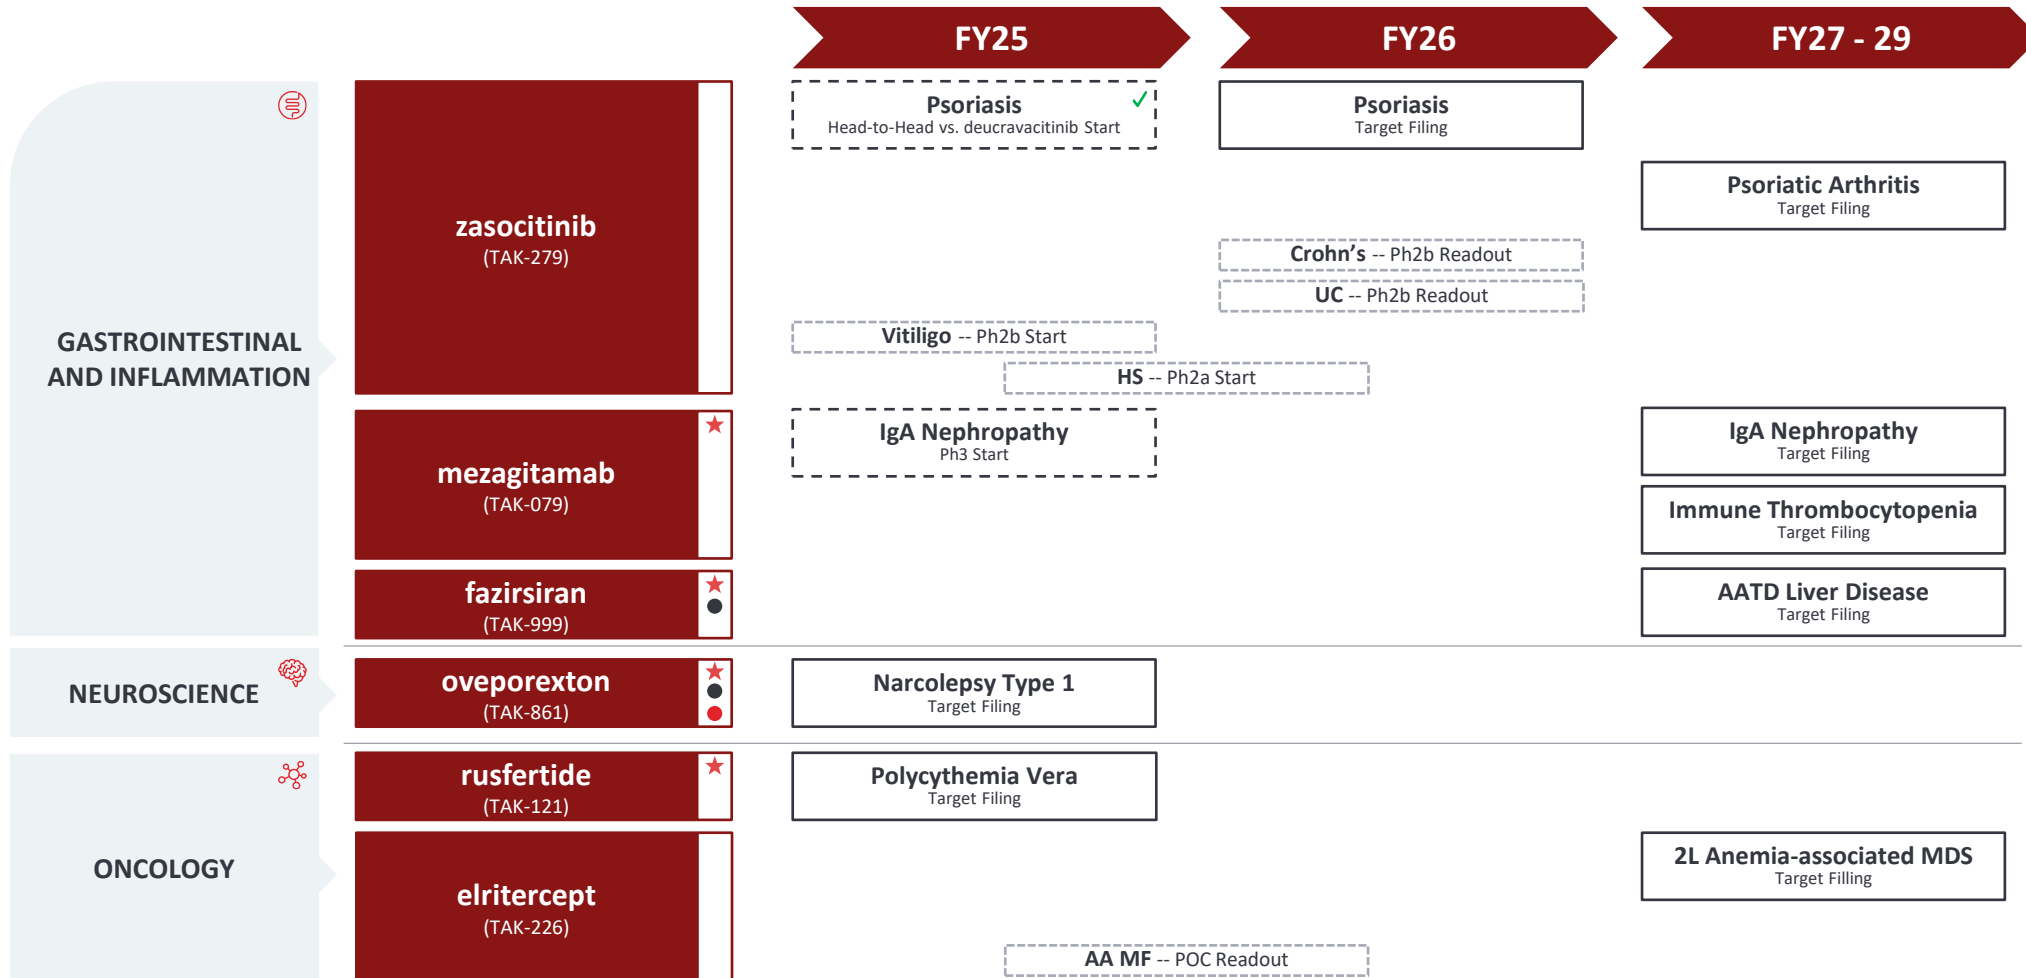 FY25
FY26
FY27 - 29
GASTROINTESTINAL
AND INFLAMMATION
zasocitinib
(TAK-279)
Psoriasis
Head-to-Head vs. deucravacitinib Start
Psoriasis
Target Filing
Psoriatic Arthritis
Target Filing
Crohn's -- Ph2b Readout
UC -- Ph2b Readout
Vitiligo -- Ph2b Start
HS -- Ph2a Start
mezagitamab
(TAK-079)
IgA Nephropathy
Ph3 Start
IgA Nephropathy
Target Filing
Immune Thrombocytopenia
Target Filing
fazirsiran
(TAK-999)
AATD Liver Disease
Target Filing
NEUROSCIENCE
oveporexton
(TAK-861)
Narcolepsy Type 1
Target Filing
ONCOLOGY
rusfertide
(TAK-121)
Polycythemia Vera
Target Filing
elritercept
(TAK-226)
2L Anemia-associated MDS
Target Filling
AA MF -- POC Readout